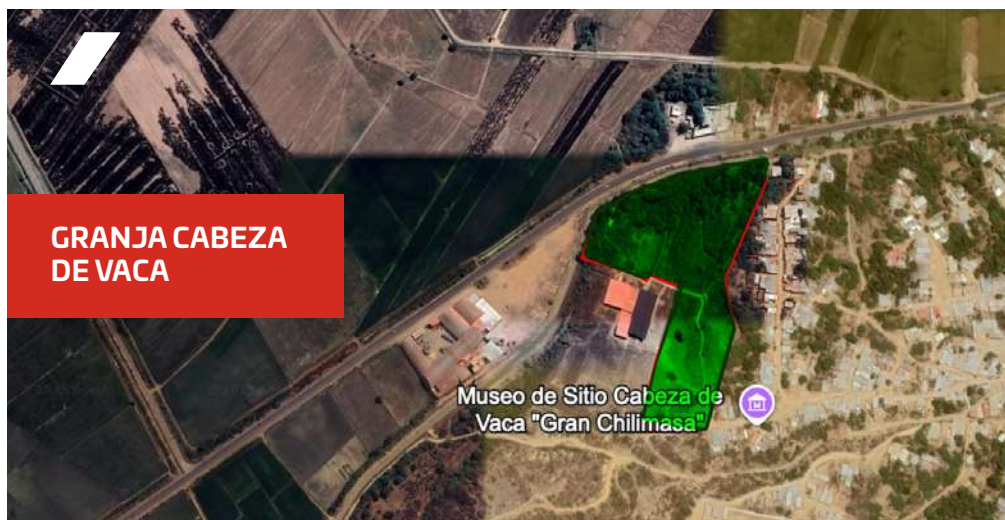 GRANJA CABEZA
DE VACA
Museo de Sitio Cabeza de
Vaca "Gran Chilimasa"